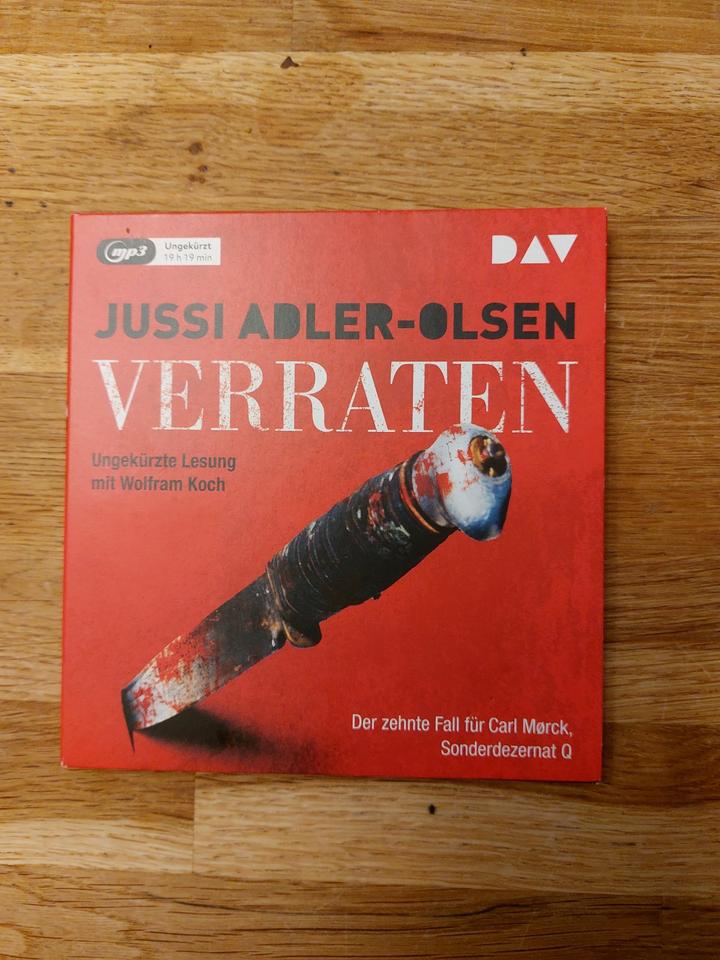 mp3
Ungekürzt
19 h 19 min
DAV
JUSSI ADLER-OLSEN
VERRATEN
Ungekürzte Lesung
mit Wolfram Koch
Der zehnte Fall für Carl Mørck,
Sonderdezernat Q